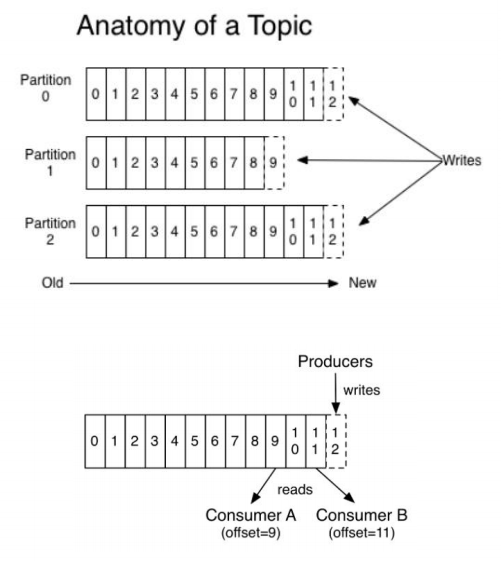 Anatomy of a Topic
Partition
0
0 1 2 3 4 5 6 7 8 9 10 11 12
Partition
1
0 1 2 3 4 5 6 7 8 9
Writes
Partition
2
0 1 2 3 4 5 6 7 8 9 10 11 12
Old New
Producers
writes
0 1 2 3 4 5 6 7 8 9 10 11 12
reads
Consumer A Consumer B
(offset=9) (offset=11)